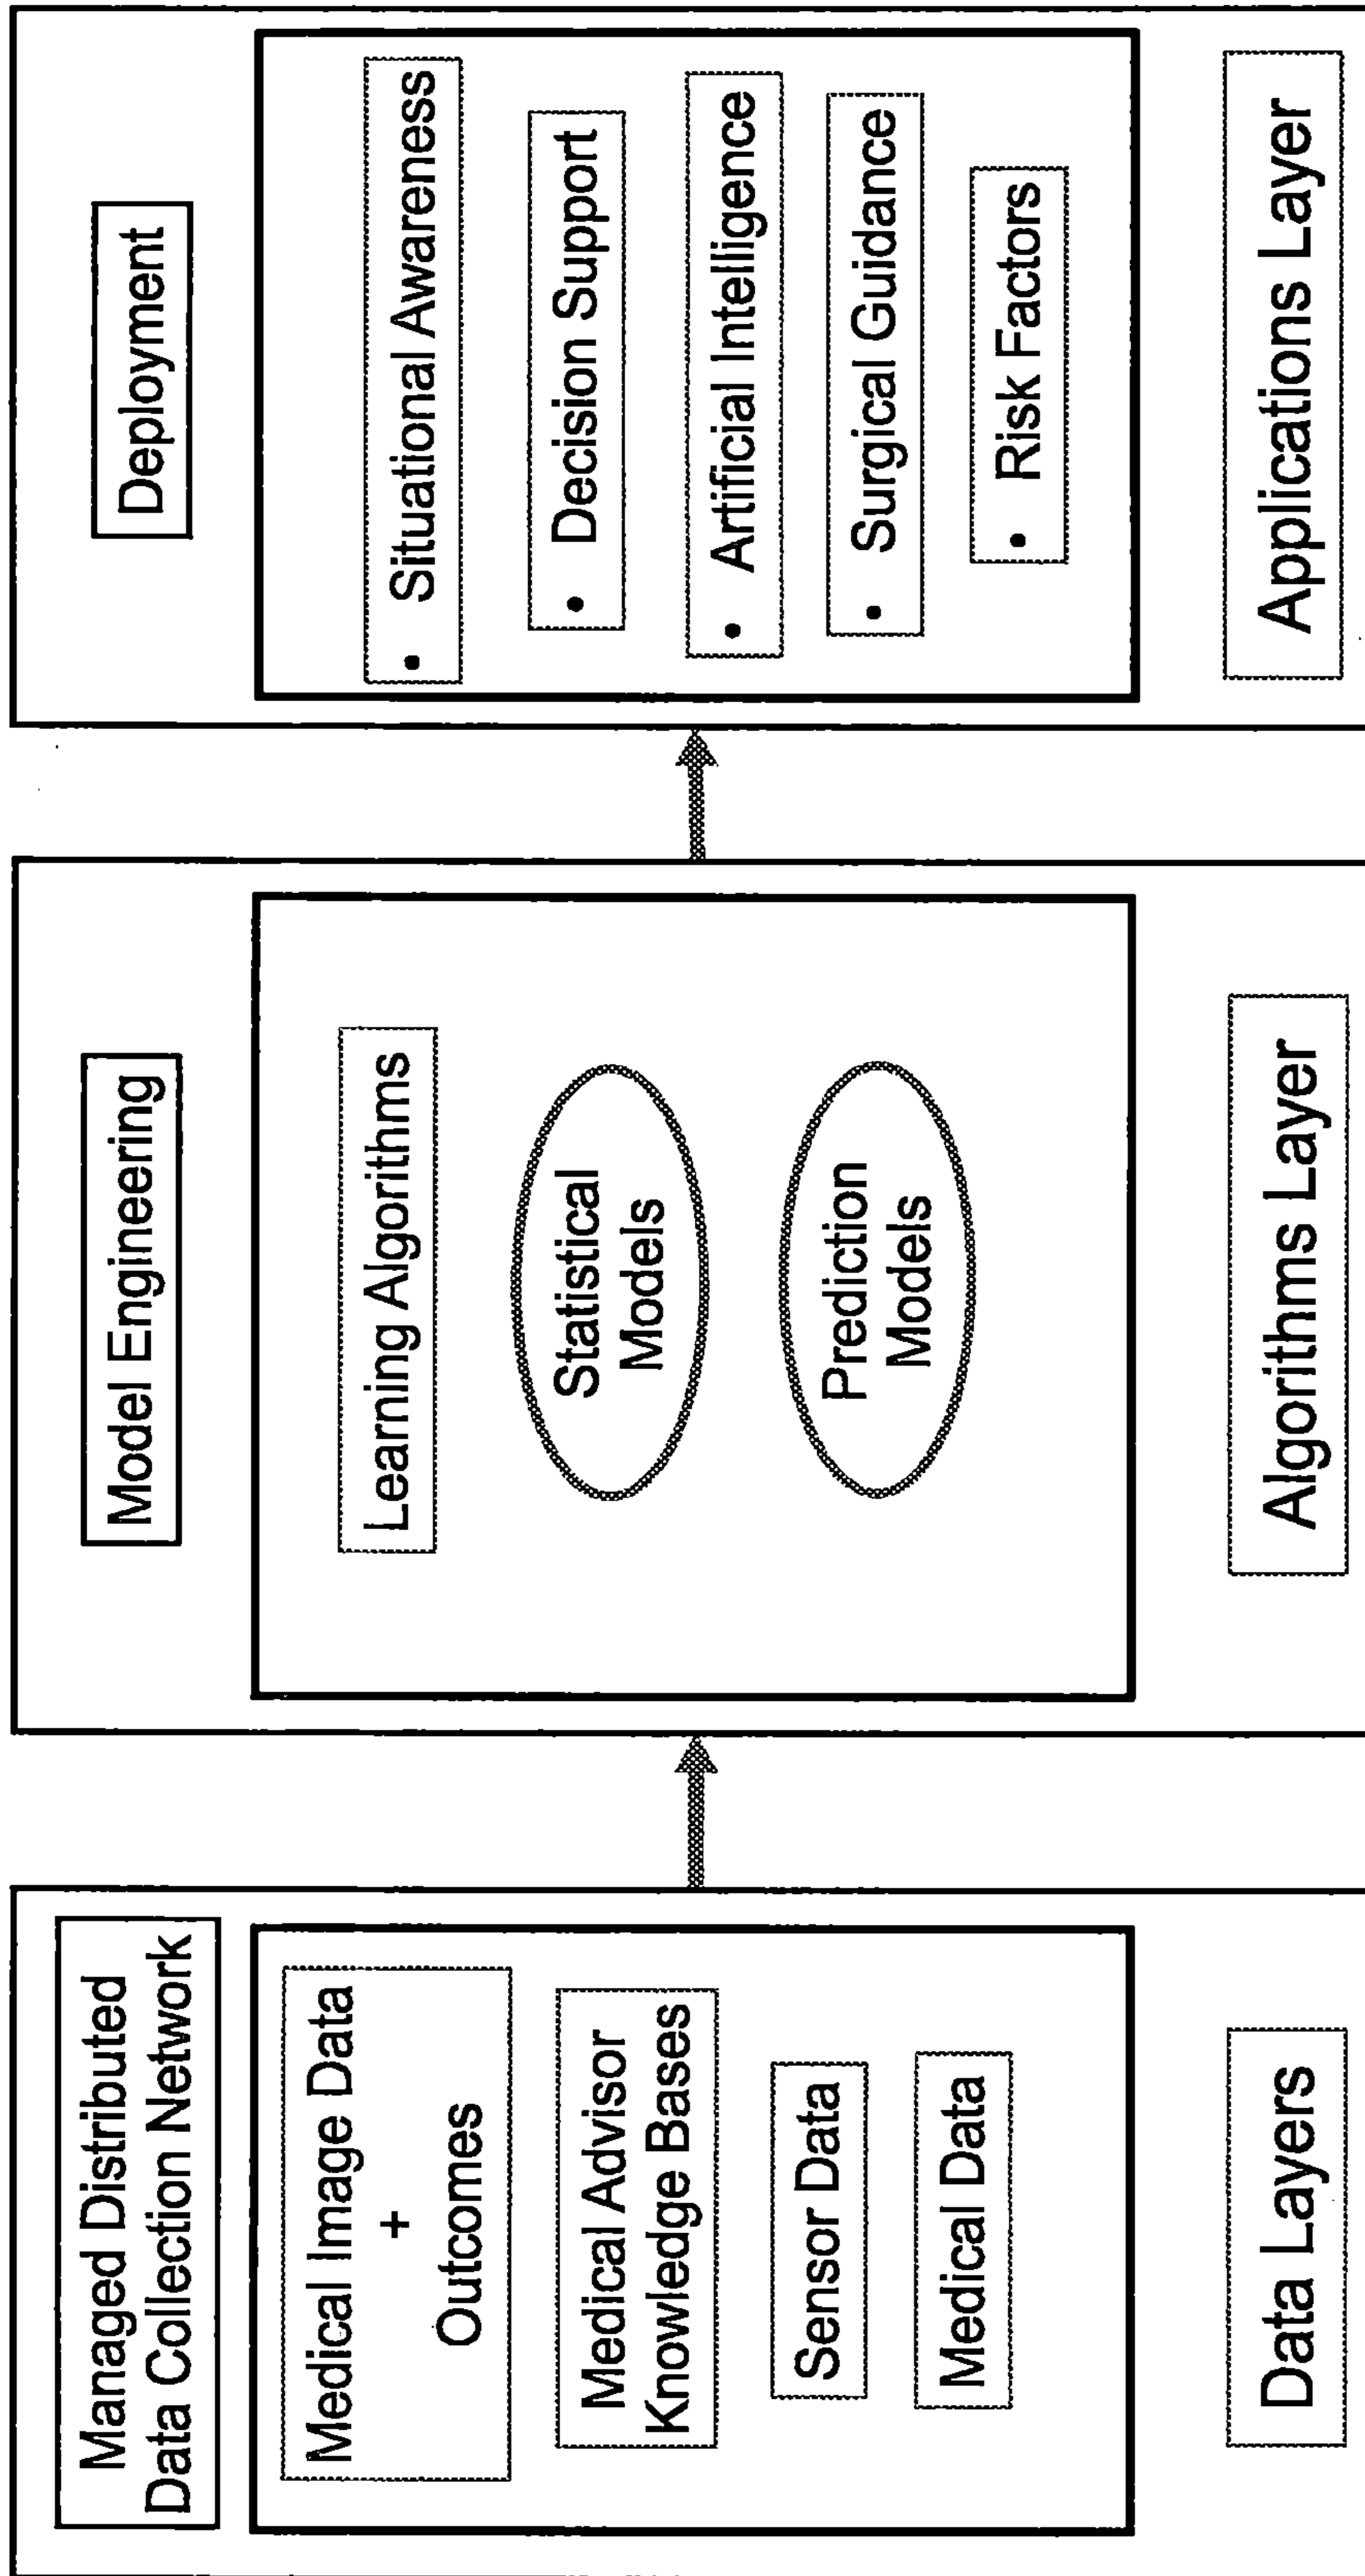 Managed Distributed
Data Collection Network
Medical Image Data
+
Outcomes
Medical Advisor
Knowledge Bases
Sensor Data
Medical Data
Data Layers
Model Engineering
Learning Algorithms
Statistical
Models
Prediction
Models
Algorithms Layer
Deployment
• Situational Awareness
• Decision Support
• Artificial Intelligence
• Surgical Guidance
• Risk Factors
Applications Layer